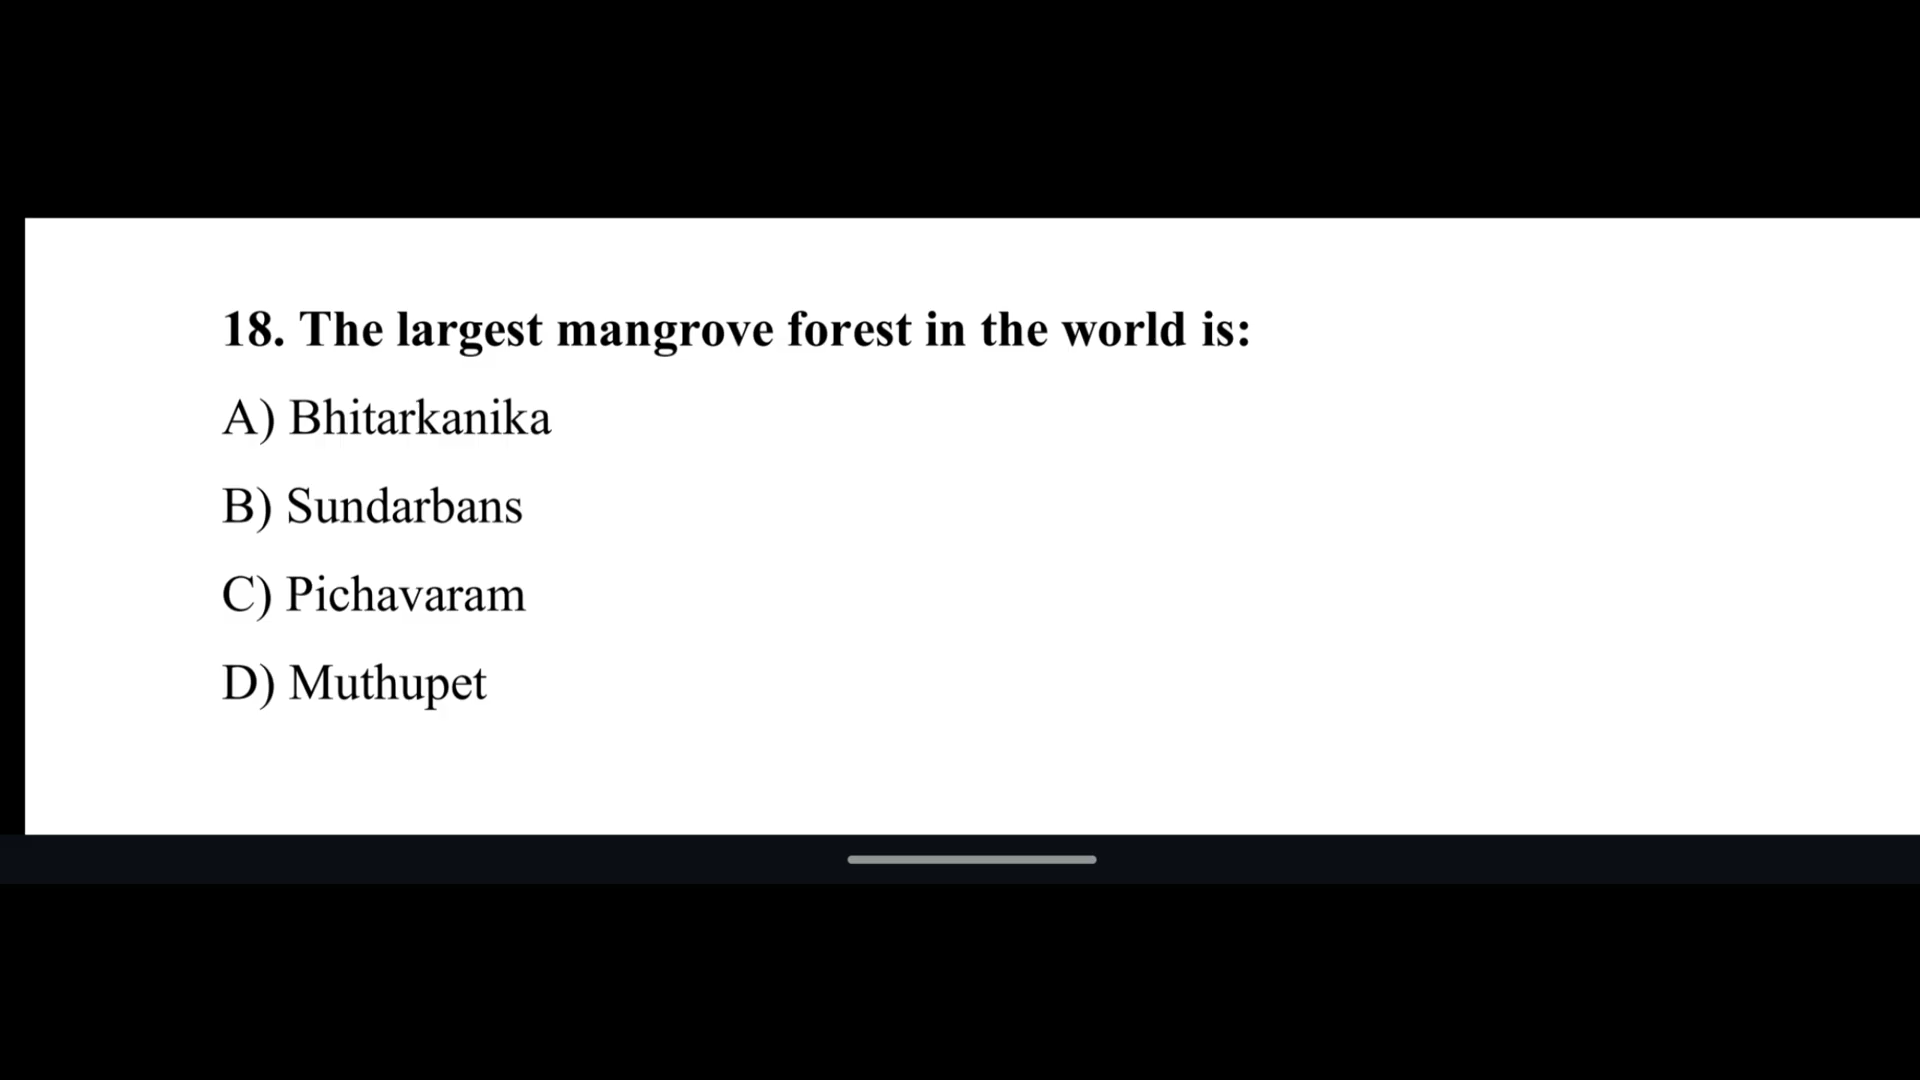 18. The largest mangrove forest in the world is:
A) Bhitarkanika
B) Sundarbans
C) Pichavaram
D) Muthupet